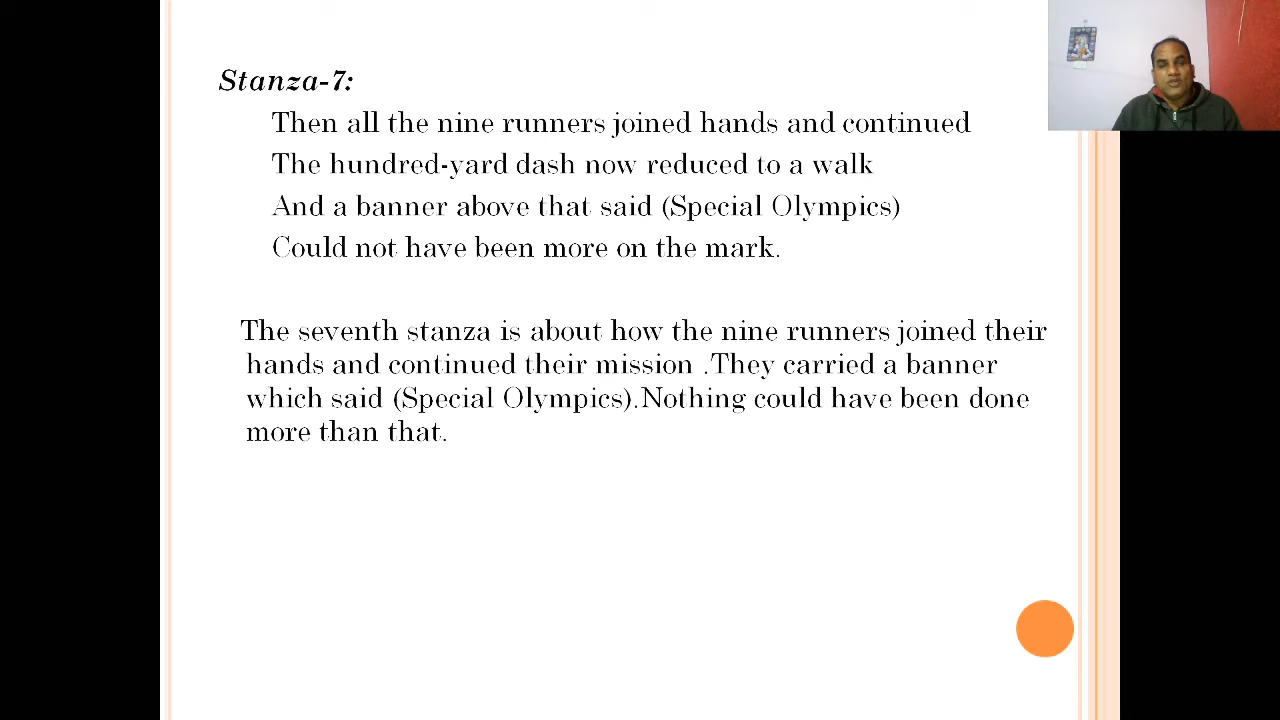 Stanza-7:
Then all the nine runners joined hands and continued
The hundred-yard dash now reduced to a walk
And a banner above that said (Special Olympics)
Could not have been more on the mark.
The seventh stanza is about how the nine runners joined their
hands and continued their mission .They carried a banner
which said (Special Olympics).Nothing could have been done
more than that.